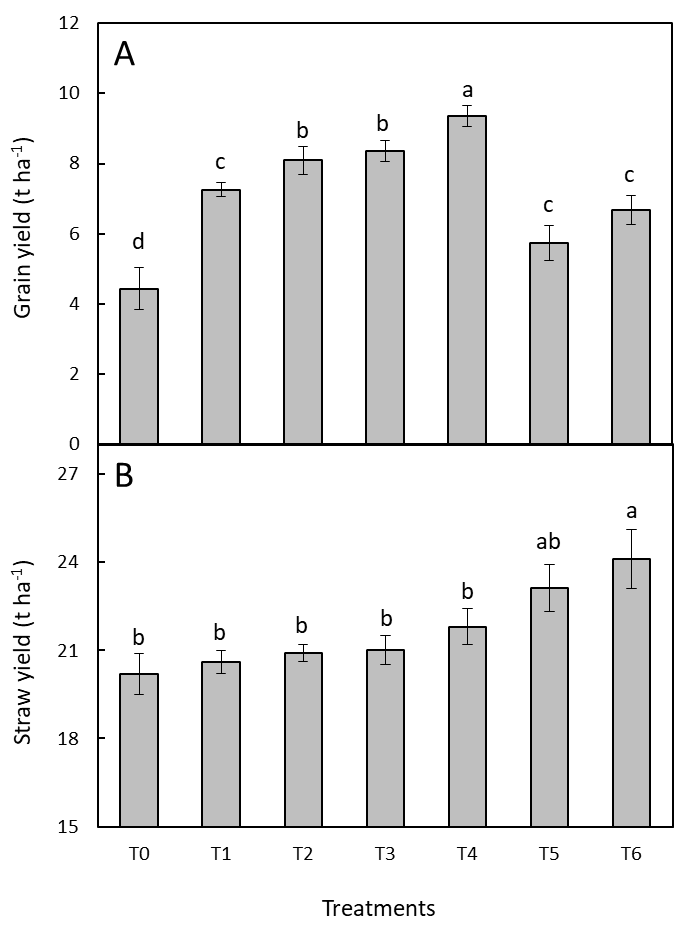 12
A
10
8
6
4
2
0
Grain yield (t ha⁻¹)
d
c
b
b
a
c
c
27
B
24
21
18
15
Straw yield (t ha⁻¹)
b
b
b
b
b
ab
a
T0 T1 T2 T3 T4 T5 T6
Treatments